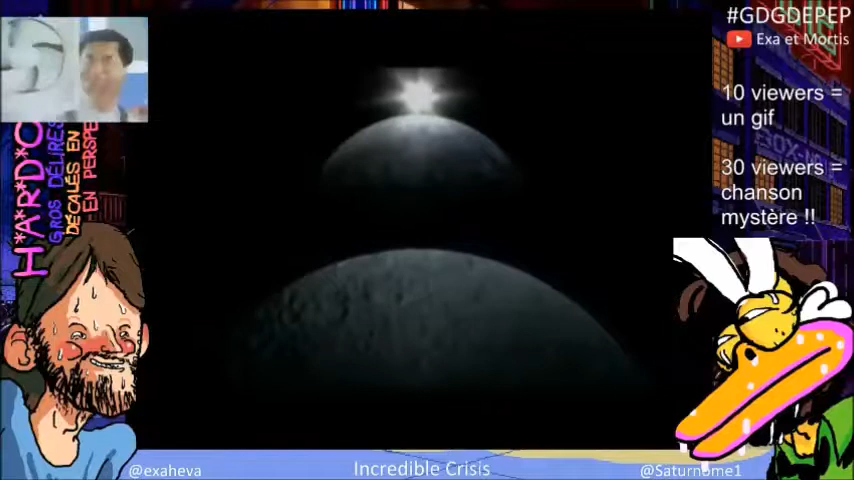 #GDGDEPEP
Exa et Mortis
10 viewers =
un gif
30 viewers =
chanson
mystère !!
H*A*R*D*C
GROS DÉLIRES
DÉCALÉS EN
EN PERSPE
@exaheva
Incredible Crisis
@Saturnome1